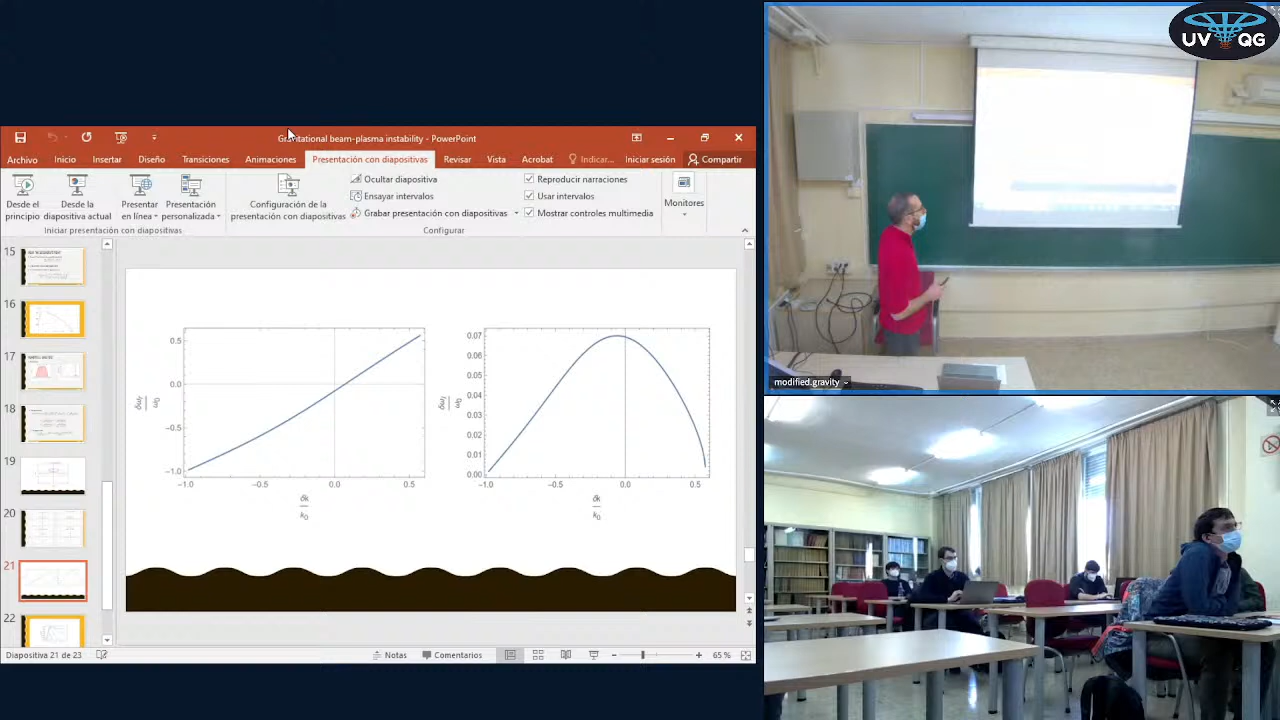 Gravitational beam-plasma instability - PowerPoint
Archivo Inicio Insertar Diseño Transiciones Animaciones Presentación con diapositivas Revisar Vista Acrobat Indicar... Iniciar sesión Compartir
Desde el principio
Desde la diapositiva actual
Presentar en línea
Presentación personalizada
Configuración de la presentación con diapositivas
Ocultar diapositiva
Ensayar intervalos
Grabar presentación con diapositivas
Reproducir narraciones
Usar intervalos
Mostrar controles multimedia
Monitores
Iniciar presentación con diapositivas
Configurar
15
16
17
18
19
20
21
22
0.5
0.0
-0.5
-1.0
-1.0 -0.5 0.0 0.5
δk
k₀
0.07
0.06
0.05
0.04
0.03
0.02
0.01
0.00
-1.0 -0.5 0.0 0.5
δk
k₀
Diapositiva 21 de 23
Notas
Comentarios
65 %
UV QG
modified.gravity